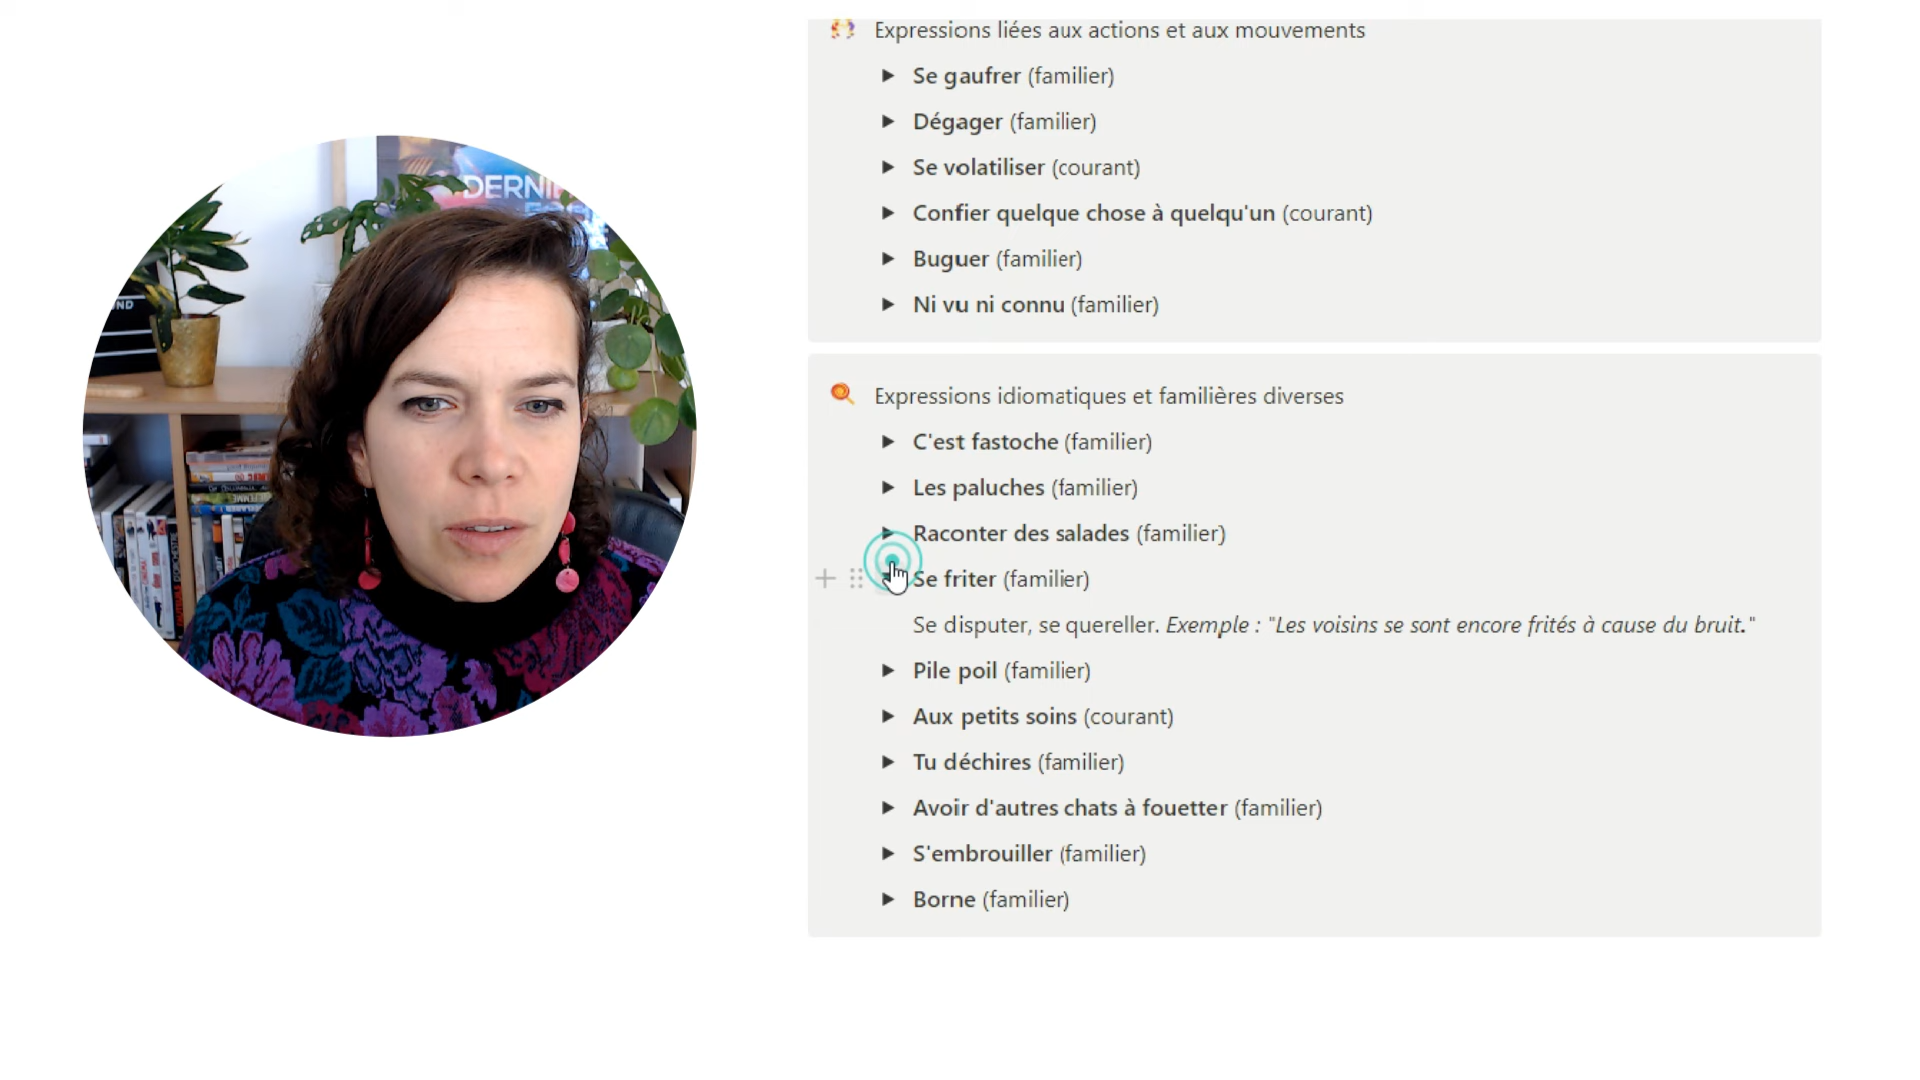 DERNI
ND
Expressions liées aux actions et aux mouvements
Se gaufrer (familier)
Dégager (familier)
Se volatiliser (courant)
Confier quelque chose à quelqu'un (courant)
Buguer (familier)
Ni vu ni connu (familier)
Expressions idiomatiques et familières diverses
C'est fastoche (familier)
Les paluches (familier)
Raconter des salades (familier)
Se friter (familier)
Se disputer, se quereller. Exemple : "Les voisins se sont encore frités à cause du bruit."
Pile poil (familier)
Aux petits soins (courant)
Tu déchires (familier)
Avoir d'autres chats à fouetter (familier)
S'embrouiller (familier)
Borne (familier)